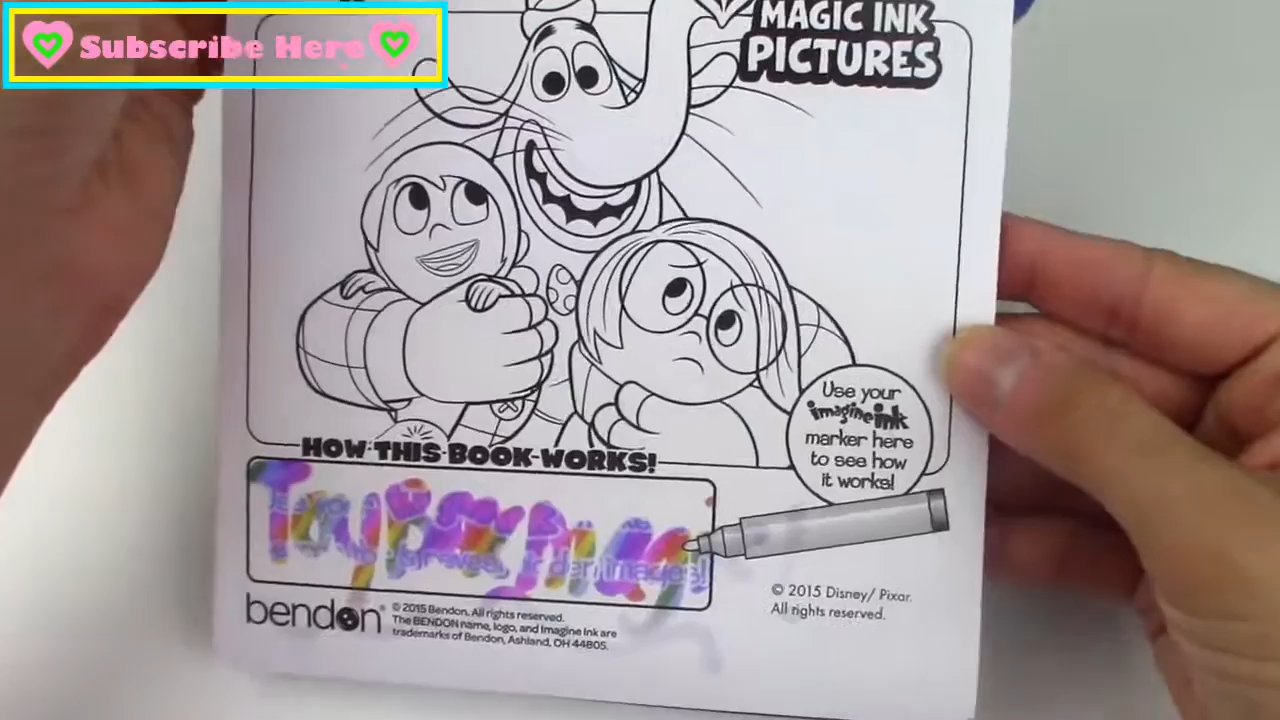 Subscribe Here
MAGIC INK
PICTURES
Use your
imagine ink
marker here
to see how
it works!
HOW THIS BOOK WORKS!
images!
bendon®
© 2015 Bendon. All rights reserved.
The BENDON name, logo, and Imagine Ink are
trademarks of Bendon, Ashland, OH 44805.
© 2015 Disney/ Pixar.
All rights reserved.